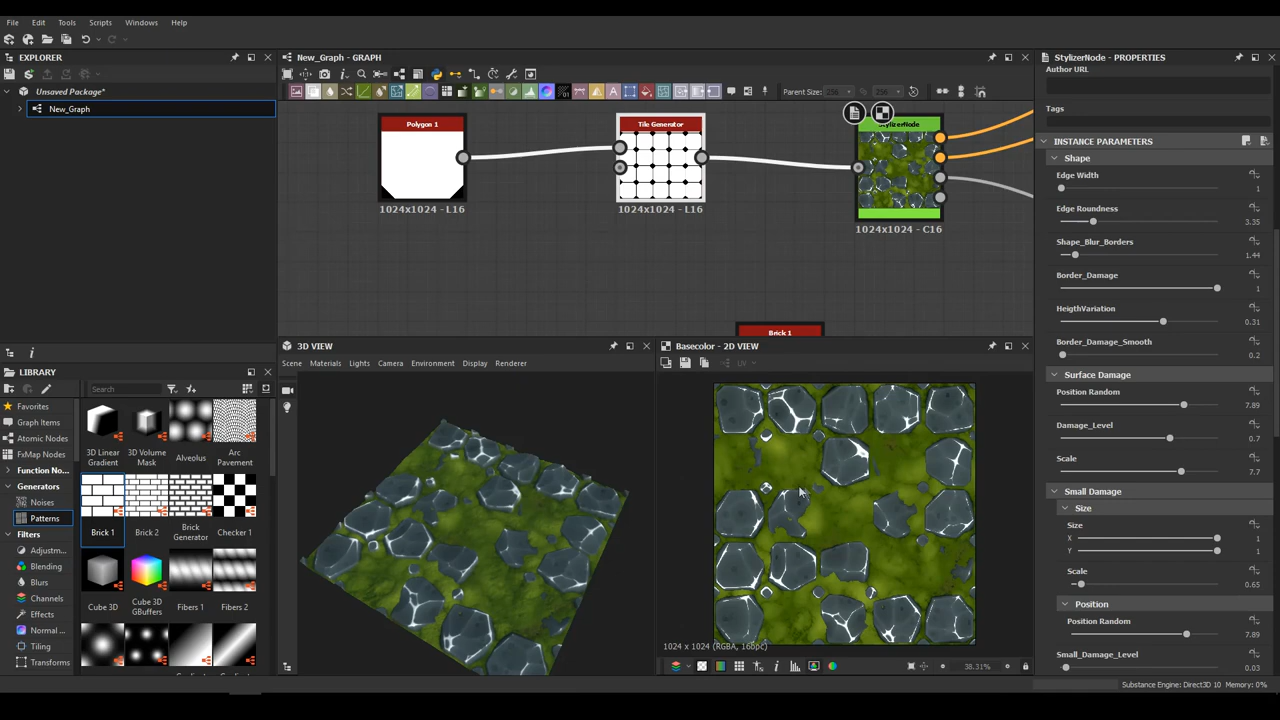 File Edit Tools Scripts Windows Help
EXPLORER
Unsaved Package*
New_Graph
New_Graph - GRAPH
Parent Size: 256 256
Polygon 1
1024x1024 - L16
Tile Generator
1024x1024 - L16
StylizerNode
1024x1024 - C16
Brick 1
LIBRARY
Search
Favorites
Graph Items
Atomic Nodes
FxMap Nodes
Function No...
Generators
Noises
Patterns
Filters
Adjustm...
Blending
Blurs
Channels
Effects
Normal ...
Tiling
Transforms
3D Linear Gradient
3D Volume Mask
Alveolus
Arc Pavement
Brick 1
Brick 2
Brick Generator
Checker 1
Cube 3D
Cube 3D GBuffers
Fibers 1
Fibers 2
3D VIEW
Scene Materials Lights Camera Environment Display Renderer
Basecolor - 2D VIEW
UV
1024 x 1024 (RGBA, 16bpc)
38.31%
StylizerNode - PROPERTIES
Author URL
Tags
INSTANCE PARAMETERS
Shape
Edge Width
1
Edge Roundness
3.35
Shape_Blur_Borders
1.44
Border_Damage
1
HeigthVariation
0.31
Border_Damage_Smooth
0.2
Surface Damage
Position Random
7.89
Damage_Level
0.7
Scale
7.7
Small Damage
Size
Size
X 1
Y 1
Scale
0.65
Position
Position Random
7.89
Small_Damage_Level
0.03
Substance Engine: Direct3D 10 Memory: 0%